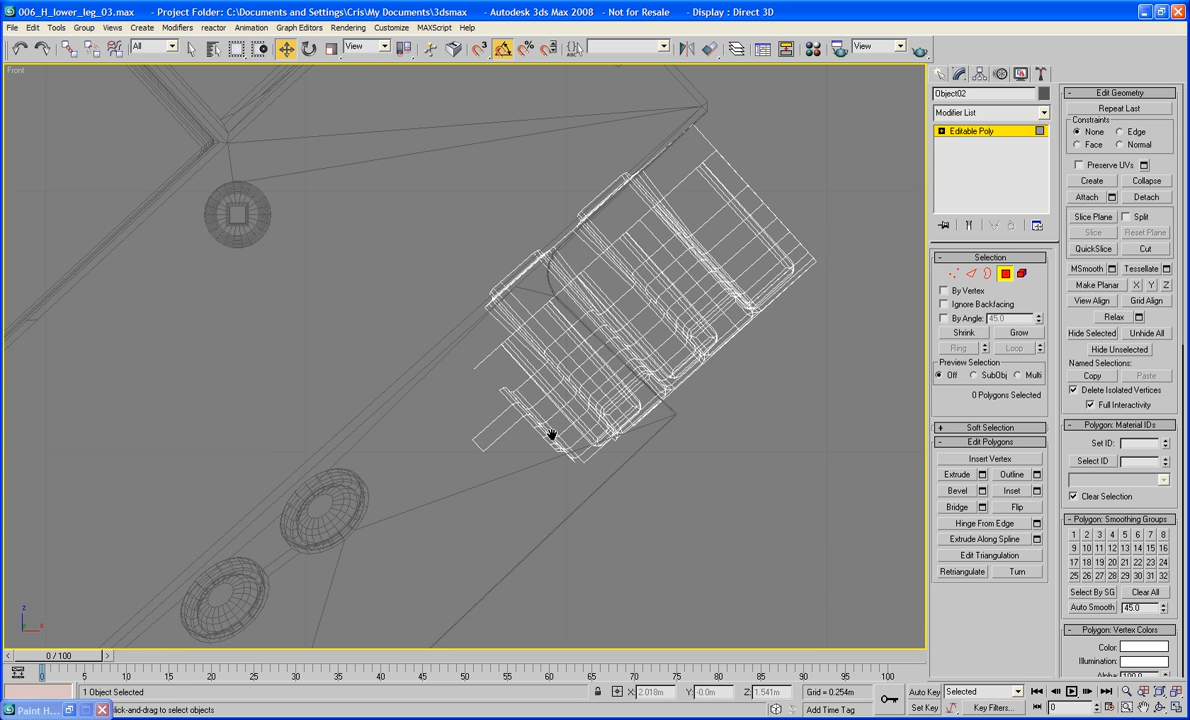 006_H_lower_leg_03.max - Project Folder: C:\Documents and Settings\Cris\My Documents\3dsmax - Autodesk 3ds Max 2008 - Not for Resale - Display : Direct 3D
File Edit Tools Group Views Create Modifiers reactor Animation Graph Editors Rendering Customize MAXScript Help
All View View
Front
Object02
Modifier List
Editable Poly
Selection
By Vertex
Ignore Backfacing
By Angle: 45.0
Shrink Grow
Ring Loop
Preview Selection
Off SubObj Multi
0 Polygons Selected
Soft Selection
Edit Polygons
Insert Vertex
Extrude Outline
Bevel Inset
Bridge Flip
Hinge From Edge
Extrude Along Spline
Edit Triangulation
Retriangulate Turn
Edit Geometry
Repeat Last
Constraints
None Edge
Face Normal
Preserve UVs
Create Collapse
Attach Detach
Slice Plane Split
Slice Reset Plane
QuickSlice Cut
MSmooth Tessellate
Make Planar X Y Z
View Align Grid Align
Relax
Hide Selected Unhide All
Hide Unselected
Named Selections:
Copy Paste
Delete Isolated Vertices
Full Interactivity
Polygon: Material IDs
Set ID:
Select ID
Clear Selection
Polygon: Smoothing Groups
1 2 3 4 5 6 7 8
9 10 11 12 13 14 15 16
17 18 19 20 21 22 23 24
25 26 27 28 29 30 31 32
Select By SG Clear All
Auto Smooth 45.0
Polygon: Vertex Colors
Color:
Illumination:
Alpha: 100.0
z
x
0 / 100
0 5 10 15 20 25 30 35 40 45 50 55 60 65 70 75 80 85 90 95 100
1 Object Selected X: 2.018m Y: -0.0m Z: 1.541m Grid = 0.254m Auto Key Selected
Paint H... click-and-drag to select objects Add Time Tag Set Key Key Filters... 0